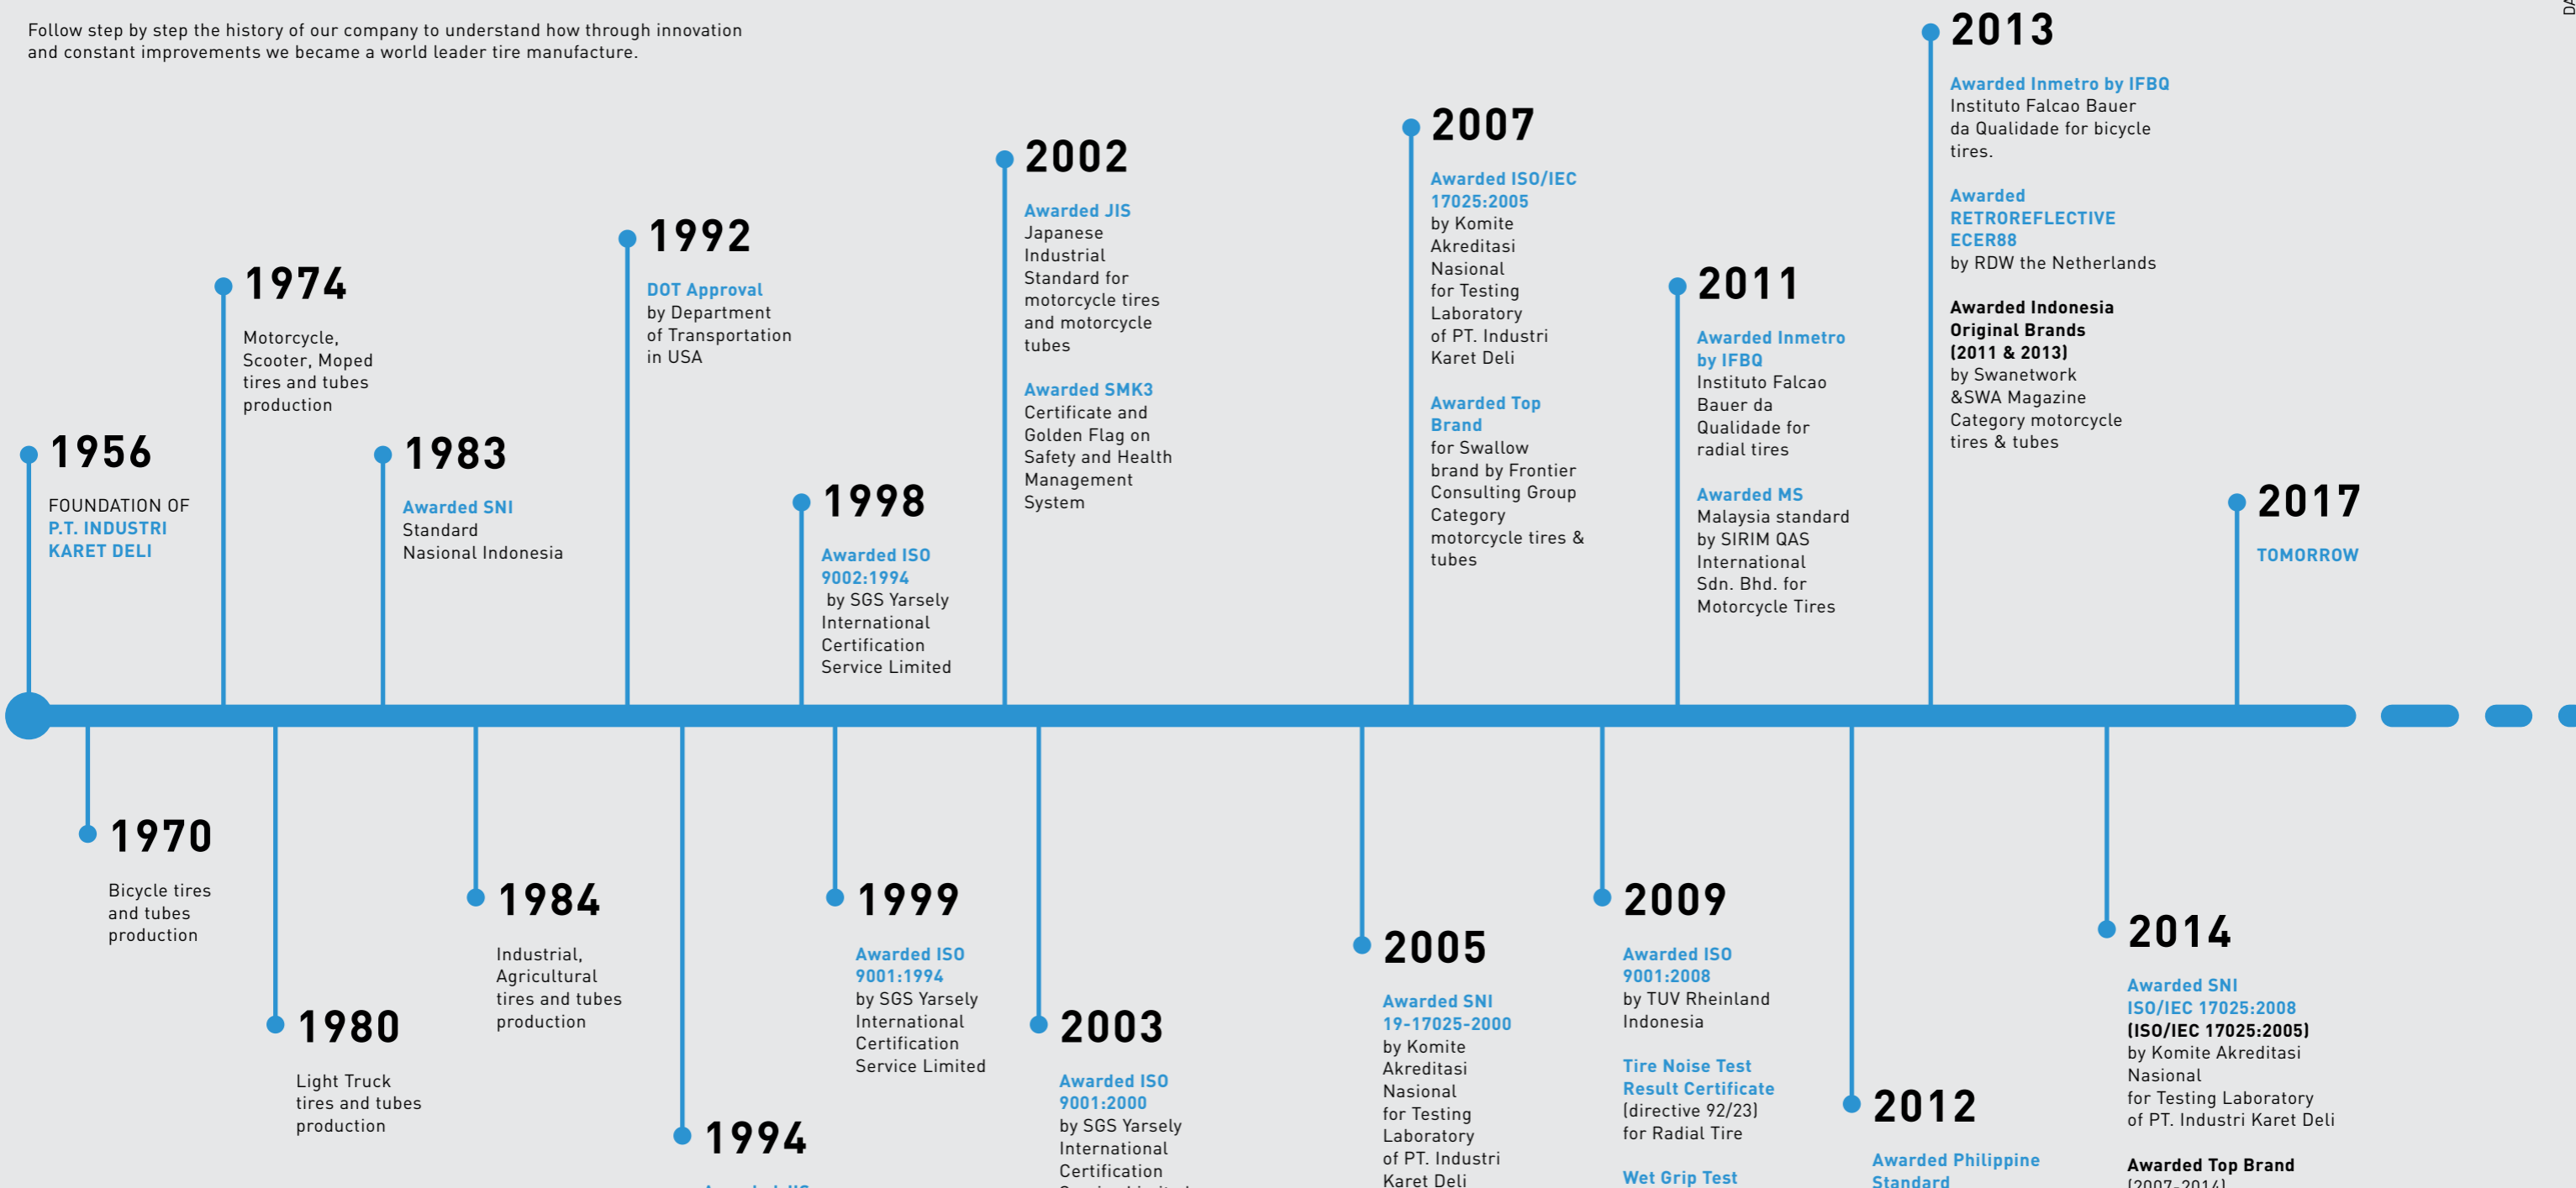 Follow step by step the history of our company to understand how through innovation
and constant improvements we became a world leader tire manufacture.
1956
FOUNDATION OF
P.T. INDUSTRI
KARET DELI
1970
Bicycle tires
and tubes
production
1974
Motorcycle,
Scooter, Moped
tires and tubes
production
1980
Light Truck
tires and tubes
production
1983
Awarded SNI
Standard
Nasional Indonesia
1984
Industrial,
Agricultural
tires and tubes
production
1992
DOT Approval
by Department
of Transportation
in USA
1994
1998
Awarded ISO
9002:1994
by SGS Yarsely
International
Certification
Service Limited
1999
Awarded ISO
9001:1994
by SGS Yarsely
International
Certification
Service Limited
2002
Awarded JIS
Japanese
Industrial
Standard for
motorcycle tires
and motorcycle
tubes
Awarded SMK3
Certificate and
Golden Flag on
Safety and Health
Management
System
2003
Awarded ISO
9001:2000
by SGS Yarsely
International
Certification
2005
Awarded SNI
19-17025-2000
by Komite
Akreditasi
Nasional
for Testing
Laboratory
of PT. Industri
Karet Deli
2007
Awarded ISO/IEC
17025:2005
by Komite
Akreditasi
Nasional
for Testing
Laboratory
of PT. Industri
Karet Deli
Awarded Top
Brand
for Swallow
brand by Frontier
Consulting Group
Category
motorcycle tires &
tubes
2009
Awarded ISO
9001:2008
by TUV Rheinland
Indonesia
Tire Noise Test
Result Certificate
(directive 92/23)
for Radial Tire
Wet Grip Test
2011
Awarded Inmetro
by IFBQ
Instituto Falcao
Bauer da
Qualidade for
radial tires
Awarded MS
Malaysia standard
by SIRIM QAS
International
Sdn. Bhd. for
Motorcycle Tires
2012
Awarded Philippine
Standard
2013
Awarded Inmetro by IFBQ
Instituto Falcao Bauer
da Qualidade for bicycle
tires.
Awarded
RETROREFLECTIVE
ECER88
by RDW the Netherlands
Awarded Indonesia
Original Brands
(2011 & 2013)
by Swanetwork
&SWA Magazine
Category motorcycle
tires & tubes
2014
Awarded SNI
ISO/IEC 17025:2008
(ISO/IEC 17025:2005)
by Komite Akreditasi
Nasional
for Testing Laboratory
of PT. Industri Karet Deli
Awarded Top Brand
(2007-2014)
2017
TOMORROW